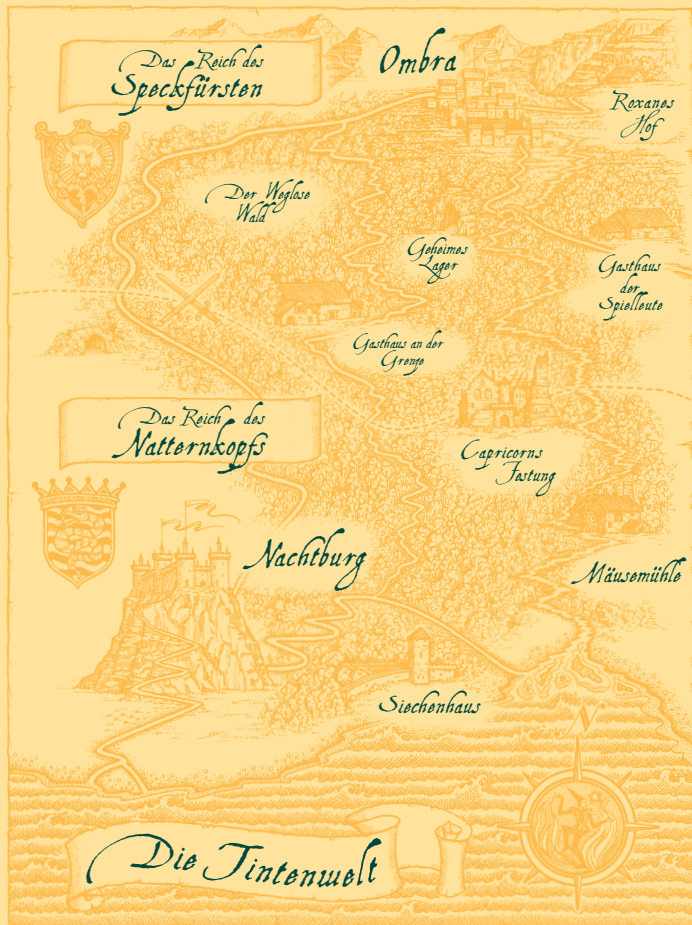 Das Reich des
Speckfürsten
Ombra
Roxanes
Hof
Der Weglose
Wald
Geheimes
Lager
Gasthaus
der
Spielleute
Gasthaus an der
Grenze
Das Reich des
Natternkopfs
Capricorns
Festung
Nachtburg
Mäusemühle
Siechenhaus
N
Die Tintenwelt